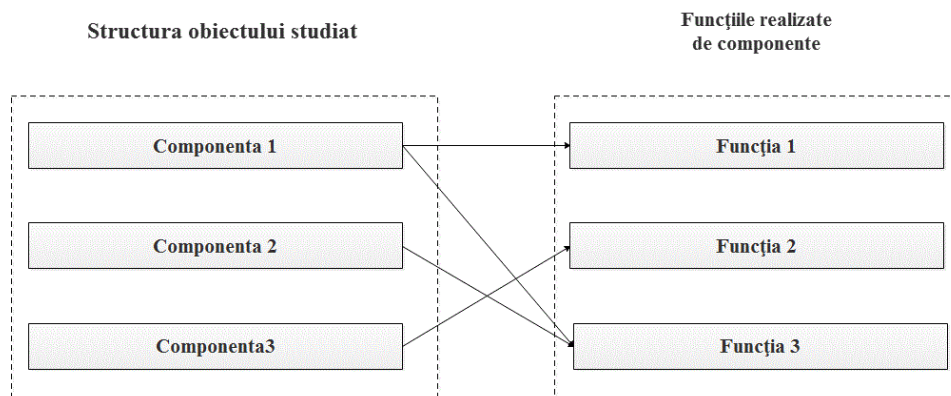 Structura obiectului studiat
Funcţiile realizate
de componente
Componenta 1
Funcţia 1
Componenta 2
Funcţia 2
Componenta3
Funcţia 3